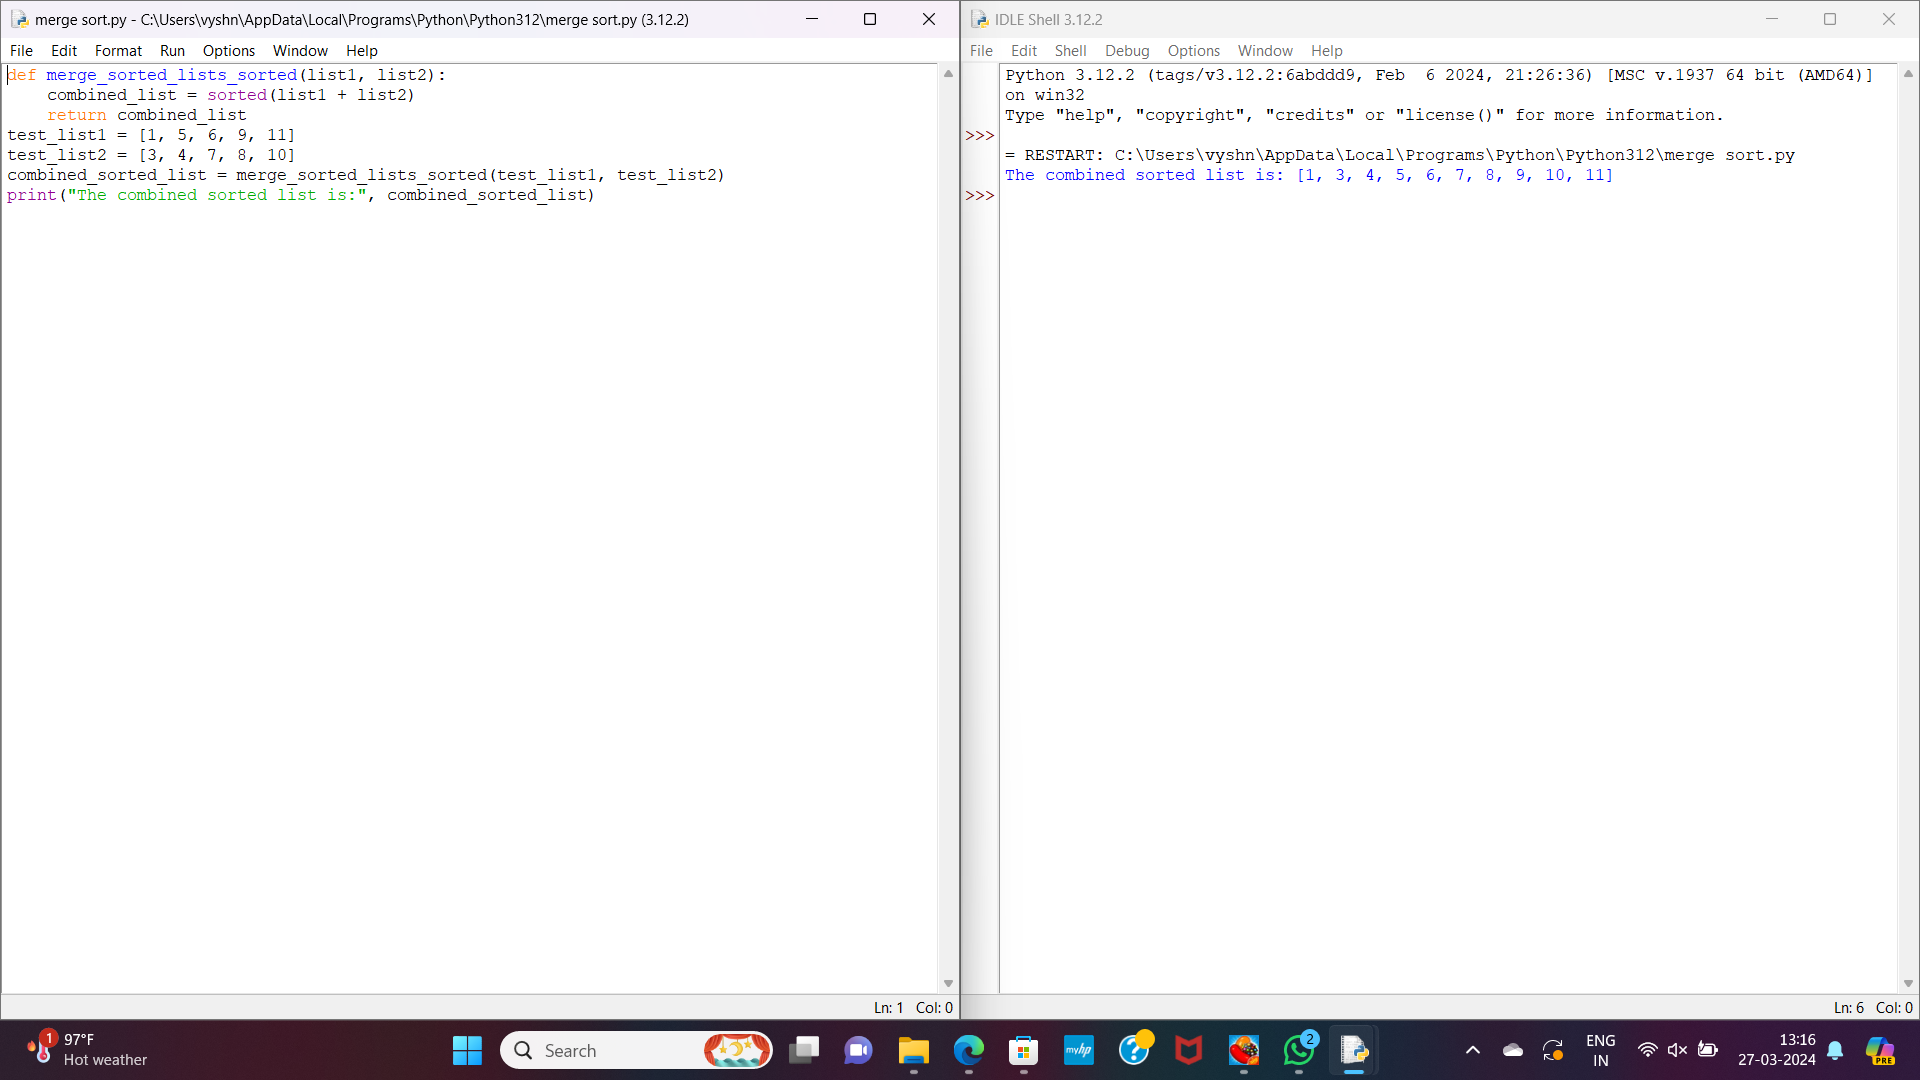 merge sort.py - C:\Users\vyshn\AppData\Local\Programs\Python\Python312\merge sort.py (3.12.2)
File Edit Format Run Options Window Help
def merge_sorted_lists_sorted(list1, list2):
    combined_list = sorted(list1 + list2)
    return combined_list
test_list1 = [1, 5, 6, 9, 11]
test_list2 = [3, 4, 7, 8, 10]
combined_sorted_list = merge_sorted_lists_sorted(test_list1, test_list2)
print("The combined sorted list is:", combined_sorted_list)
Ln: 1 Col: 0
IDLE Shell 3.12.2
File Edit Shell Debug Options Window Help
Python 3.12.2 (tags/v3.12.2:6abddd9, Feb  6 2024, 21:26:36) [MSC v.1937 64 bit (AMD64)]
on win32
Type "help", "copyright", "credits" or "license()" for more information.
>>>
= RESTART: C:\Users\vyshn\AppData\Local\Programs\Python\Python312\merge sort.py
The combined sorted list is: [1, 3, 4, 5, 6, 7, 8, 9, 10, 11]
>>>
Ln: 6 Col: 0
1
97°F
Hot weather
Search
myhp
?
2
ENG
IN
13:16
27-03-2024
PRE